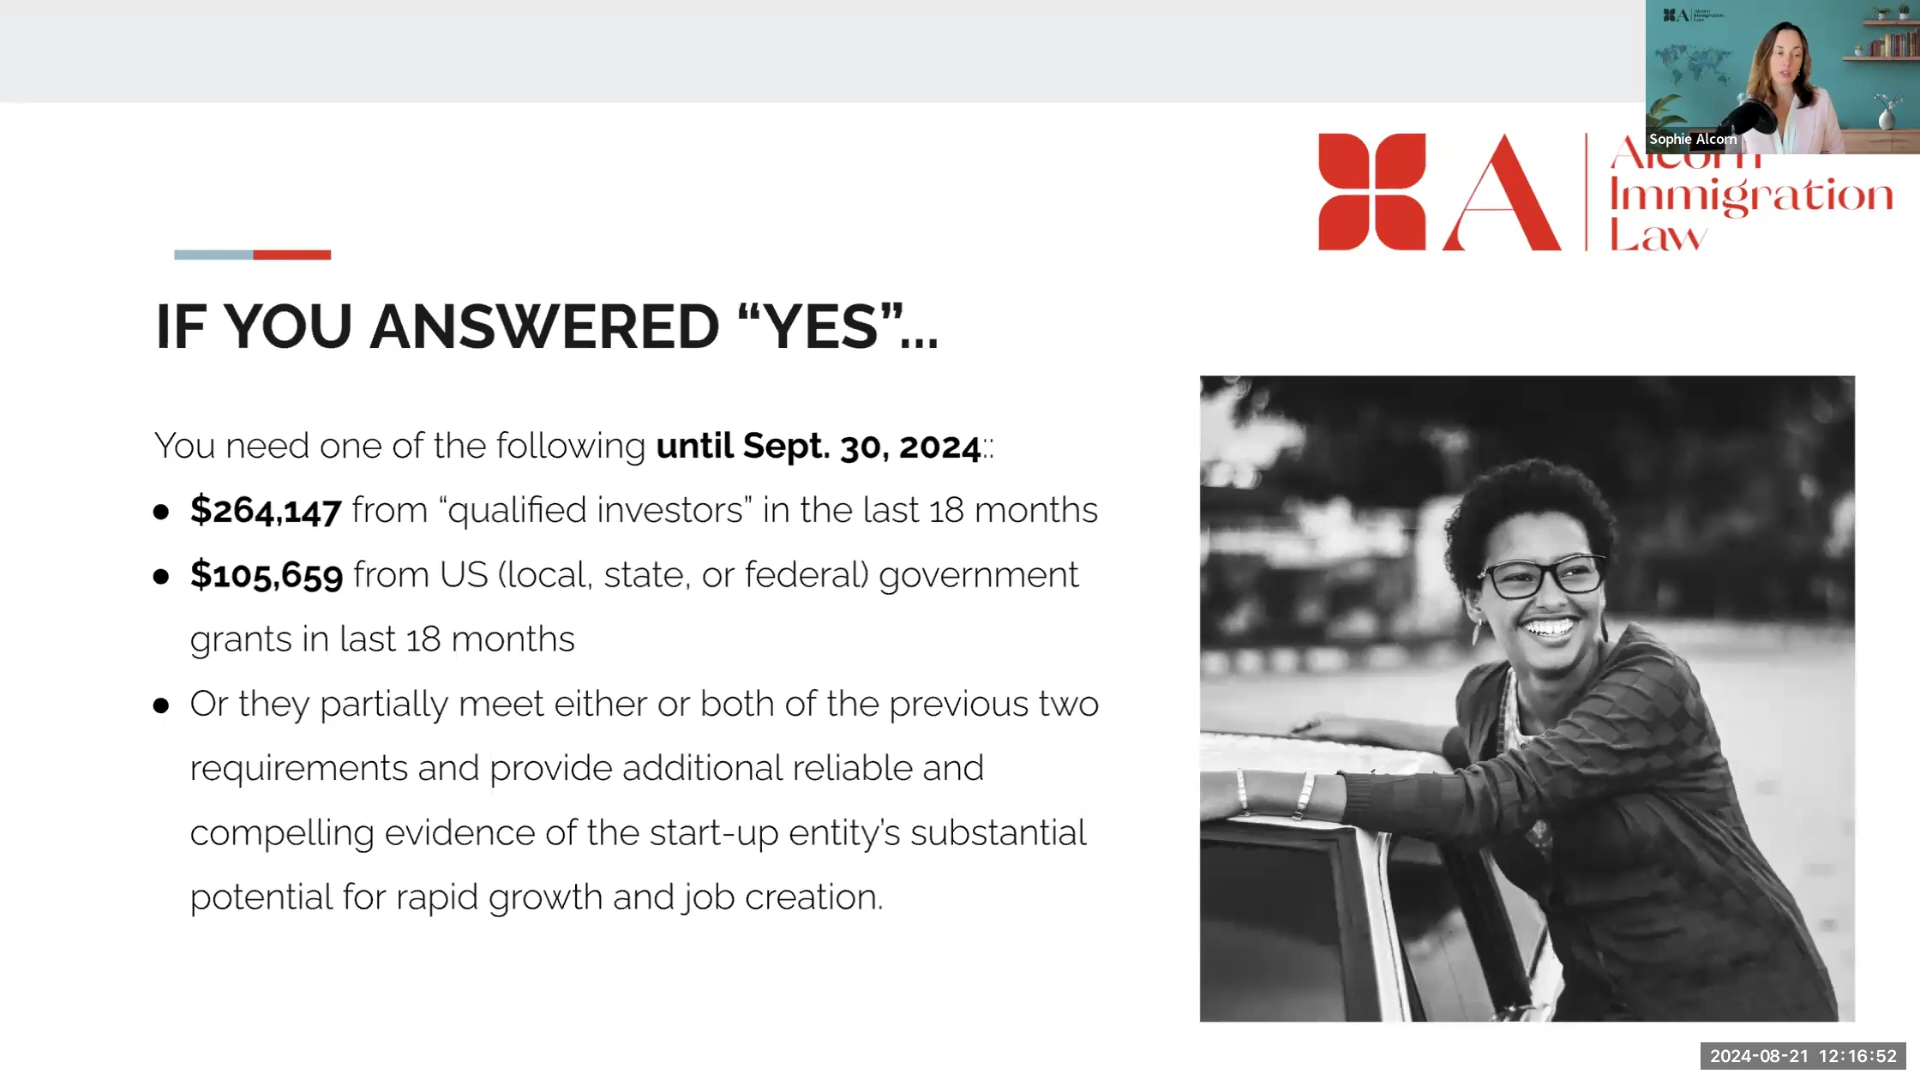 Alcorn
Immigration
Law
Sophie Alcorn
A
Alcorn
Immigration
Law
IF YOU ANSWERED “YES”...
You need one of the following until Sept. 30, 2024::
● $264,147 from “qualified investors” in the last 18 months
● $105,659 from US (local, state, or federal) government
grants in last 18 months
● Or they partially meet either or both of the previous two
requirements and provide additional reliable and
compelling evidence of the start-up entity’s substantial
potential for rapid growth and job creation.
2024-08-21 12:16:52